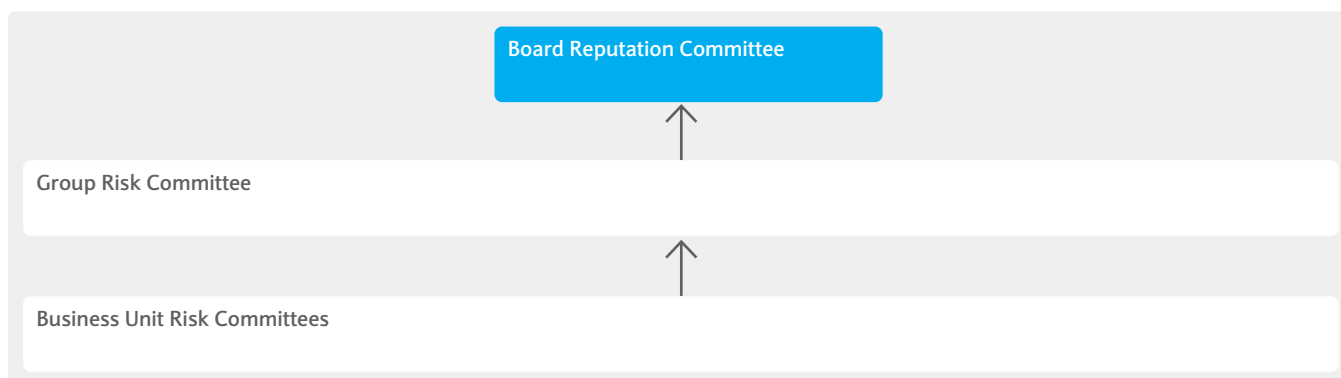 Board Reputation Committee
Group Risk Committee
Business Unit Risk Committees